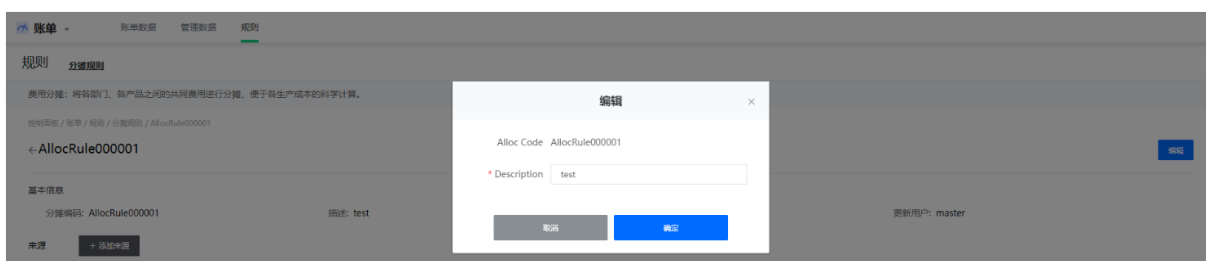 账单 账单数据 管理数据 规则
规则 分摊规则
费用分摊：将各部门、各产品之间的共同费用进行分摊，便于各生产成本的科学计算。
控制面板 / 账单 / 规则 / 分摊规则 / AllocRule000001
←AllocRule000001
编辑
基本信息
分摊编码: AllocRule000001 描述: test 更新用户: master
来源 + 添加来源
编辑 ×
Alloc Code AllocRule000001
* Description test
取消 确定